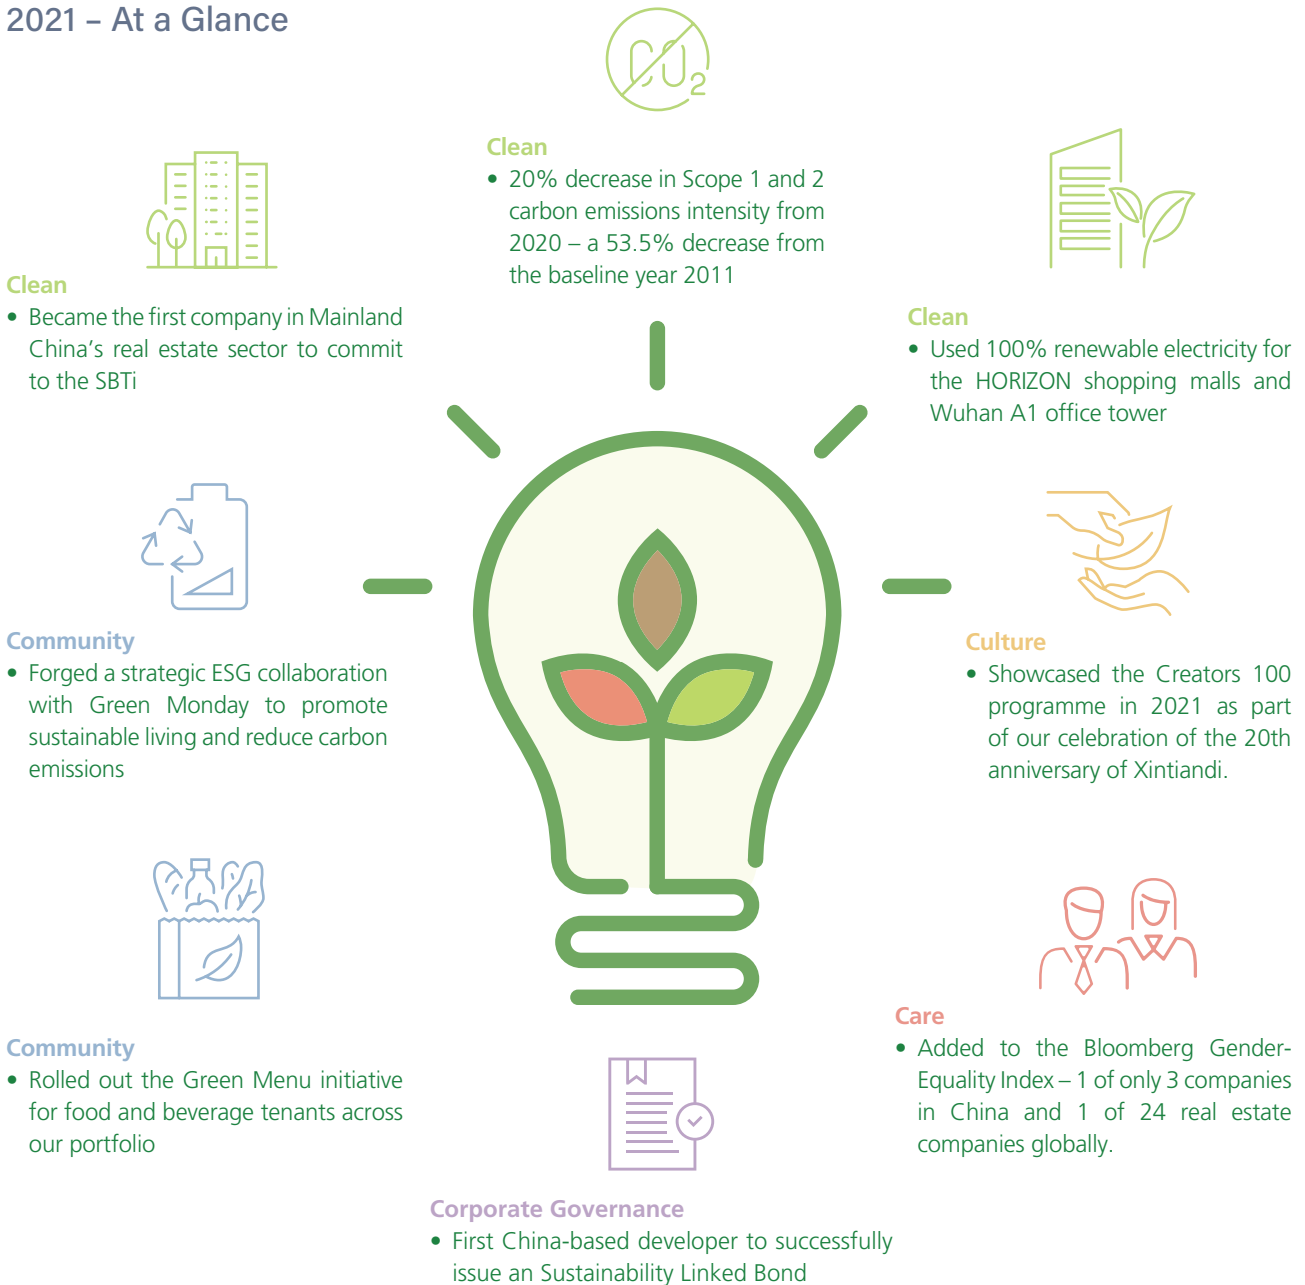 2021 – At a Glance
CO2
Clean
• 20% decrease in Scope 1 and 2
carbon emissions intensity from
2020 – a 53.5% decrease from
the baseline year 2011
Clean
• Became the first company in Mainland
China's real estate sector to commit
to the SBTi
Clean
• Used 100% renewable electricity for
the HORIZON shopping malls and
Wuhan A1 office tower
Community
• Forged a strategic ESG collaboration
with Green Monday to promote
sustainable living and reduce carbon
emissions
Culture
• Showcased the Creators 100
programme in 2021 as part
of our celebration of the 20th
anniversary of Xintiandi.
Community
• Rolled out the Green Menu initiative
for food and beverage tenants across
our portfolio
Care
• Added to the Bloomberg Gender-
Equality Index – 1 of only 3 companies
in China and 1 of 24 real estate
companies globally.
Corporate Governance
• First China-based developer to successfully
issue an Sustainability Linked Bond